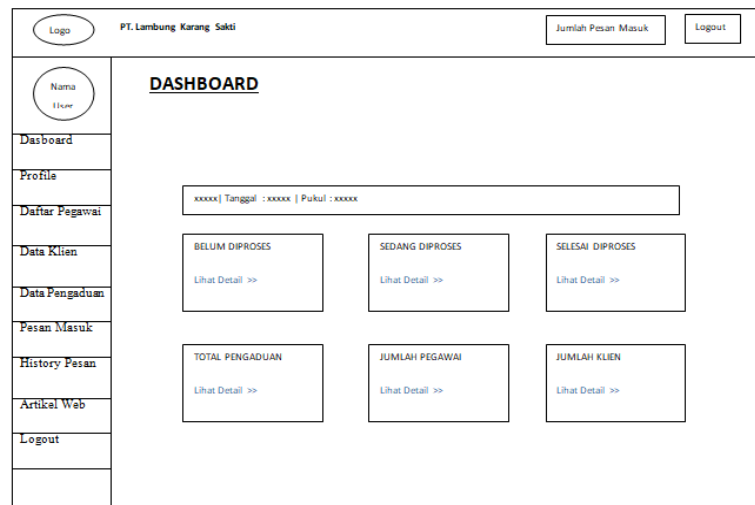 Logo
PT. Lambung Karang Sakti
Jumlah Pesan Masuk
Logout
Nama
User
DASHBOARD
Dasboard
Profile
Daftar Pegawai
Data Klien
Data Pengaduan
Pesan Masuk
History Pesan
Artikel Web
Logout
xxxxx| Tanggal : xxxxx | Pukul : xxxxx
BELUM DIPROSES
Lihat Detail >>
SEDANG DIPROSES
Lihat Detail >>
SELESAI DIPROSES
Lihat Detail >>
TOTAL PENGADUAN
Lihat Detail >>
JUMLAH PEGAWAI
Lihat Detail >>
JUMLAH KLIEN
Lihat Detail >>